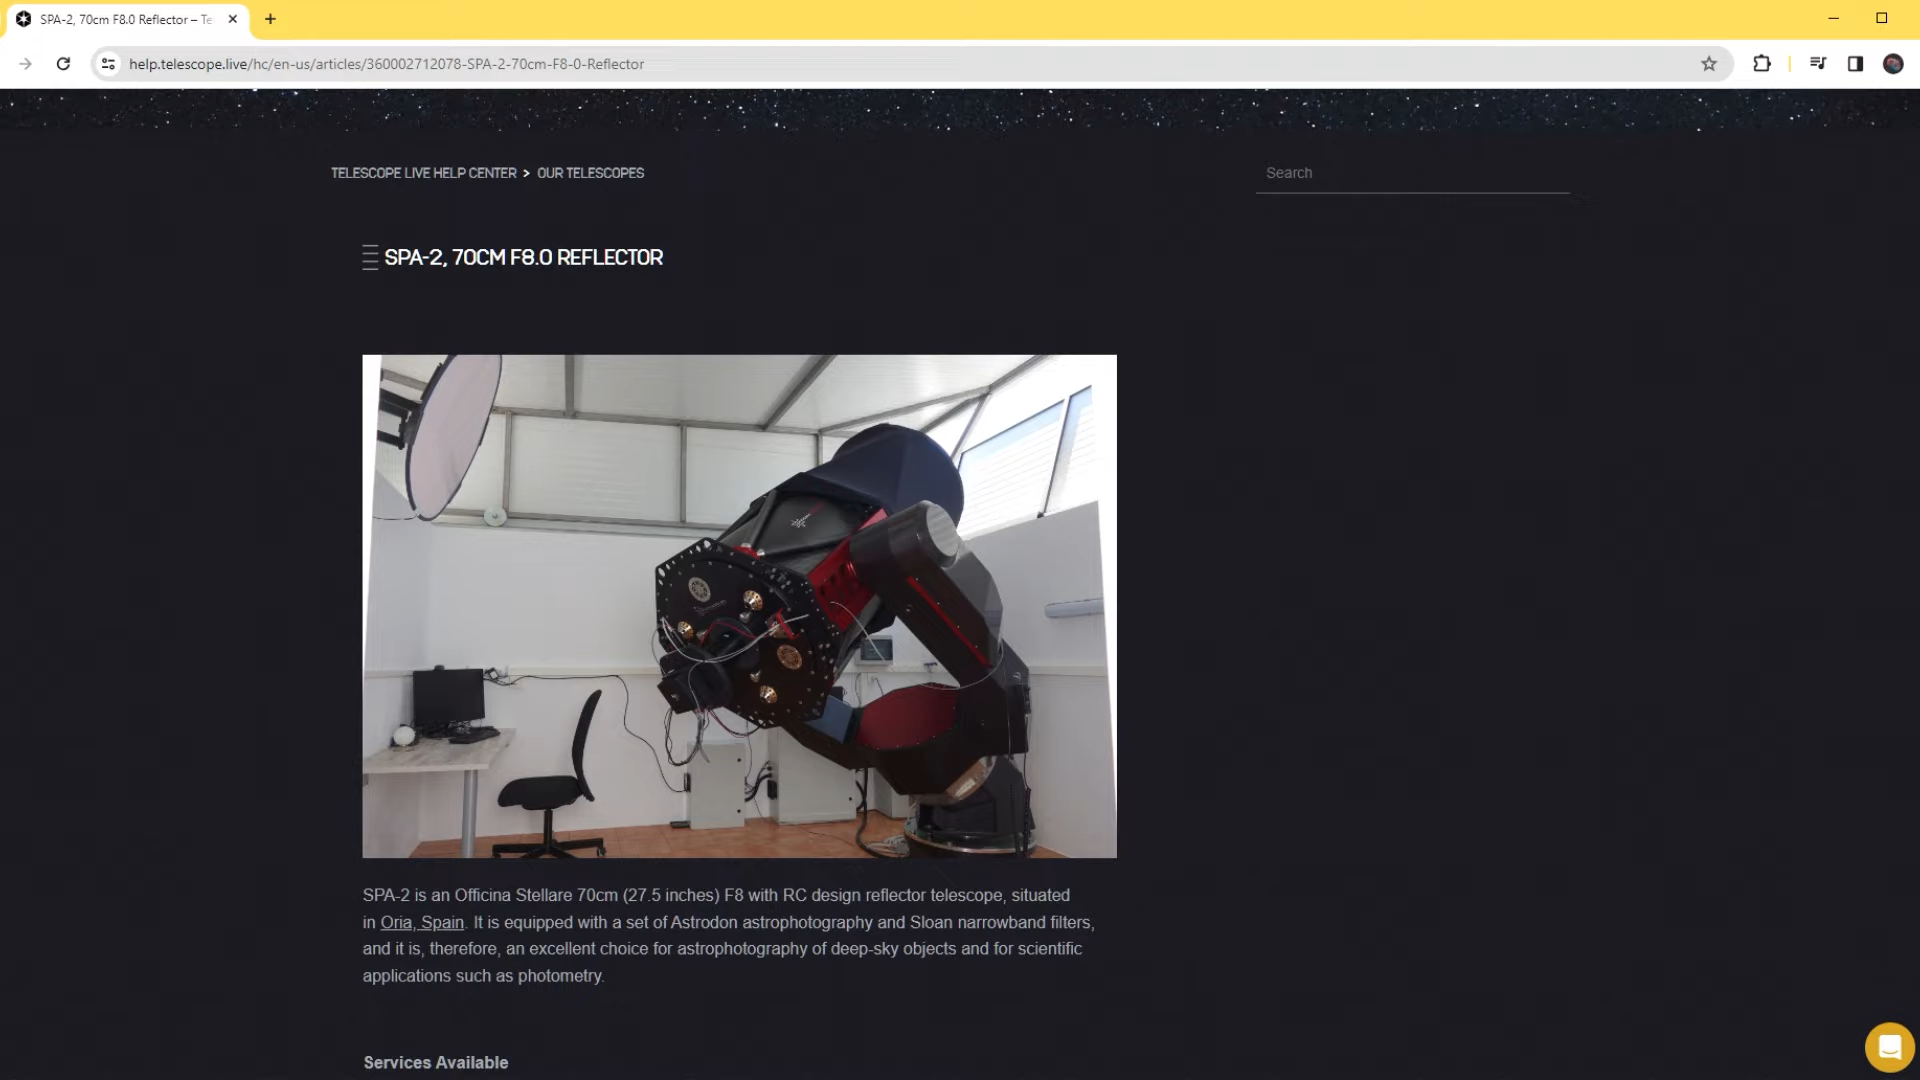 SPA-2, 70cm F8.0 Reflector – Te
help.telescope.live/hc/en-us/articles/360002712078-SPA-2-70cm-F8-0-Reflector
TELESCOPE LIVE HELP CENTER > OUR TELESCOPES
Search
SPA-2, 70CM F8.0 REFLECTOR
SPA-2 is an Officina Stellare 70cm (27.5 inches) F8 with RC design reflector telescope, situated
in Oria, Spain. It is equipped with a set of Astrodon astrophotography and Sloan narrowband filters,
and it is, therefore, an excellent choice for astrophotography of deep-sky objects and for scientific
applications such as photometry.
Services Available